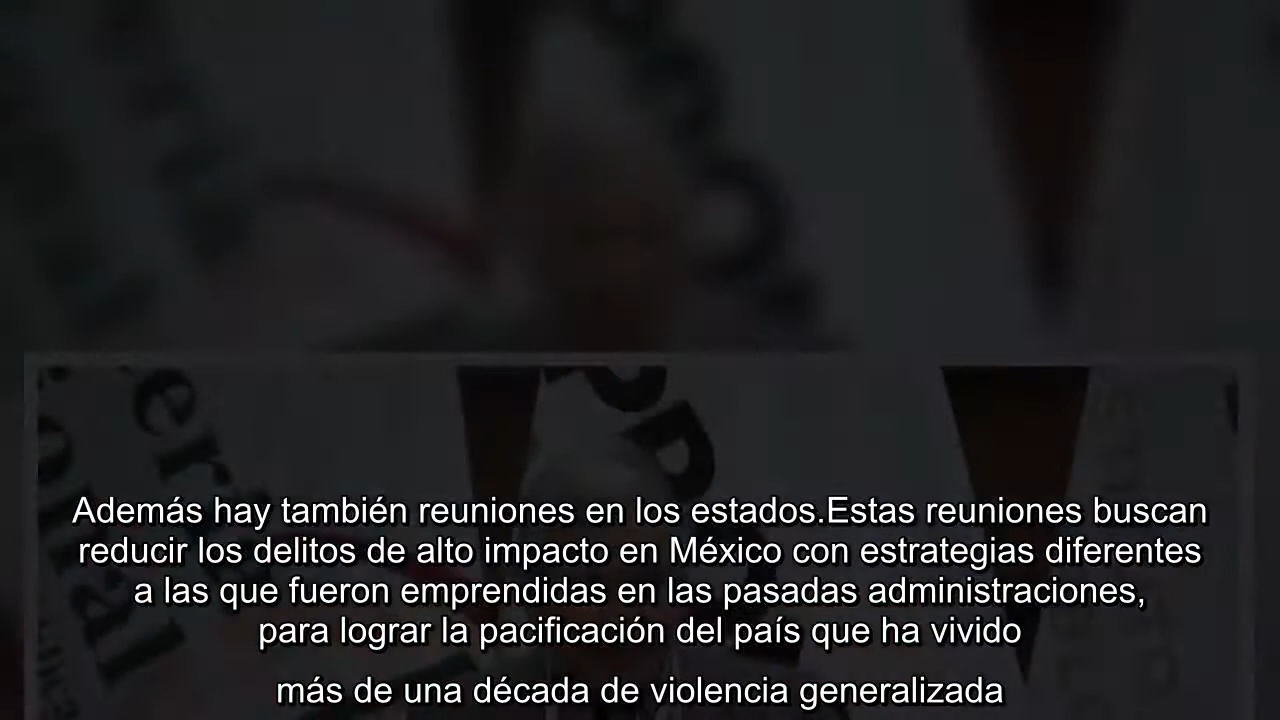 Además hay también reuniones en los estados.Estas reuniones buscan
reducir los delitos de alto impacto en México con estrategias diferentes
a las que fueron emprendidas en las pasadas administraciones,
para lograr la pacificación del país que ha vivido
más de una década de violencia generalizada